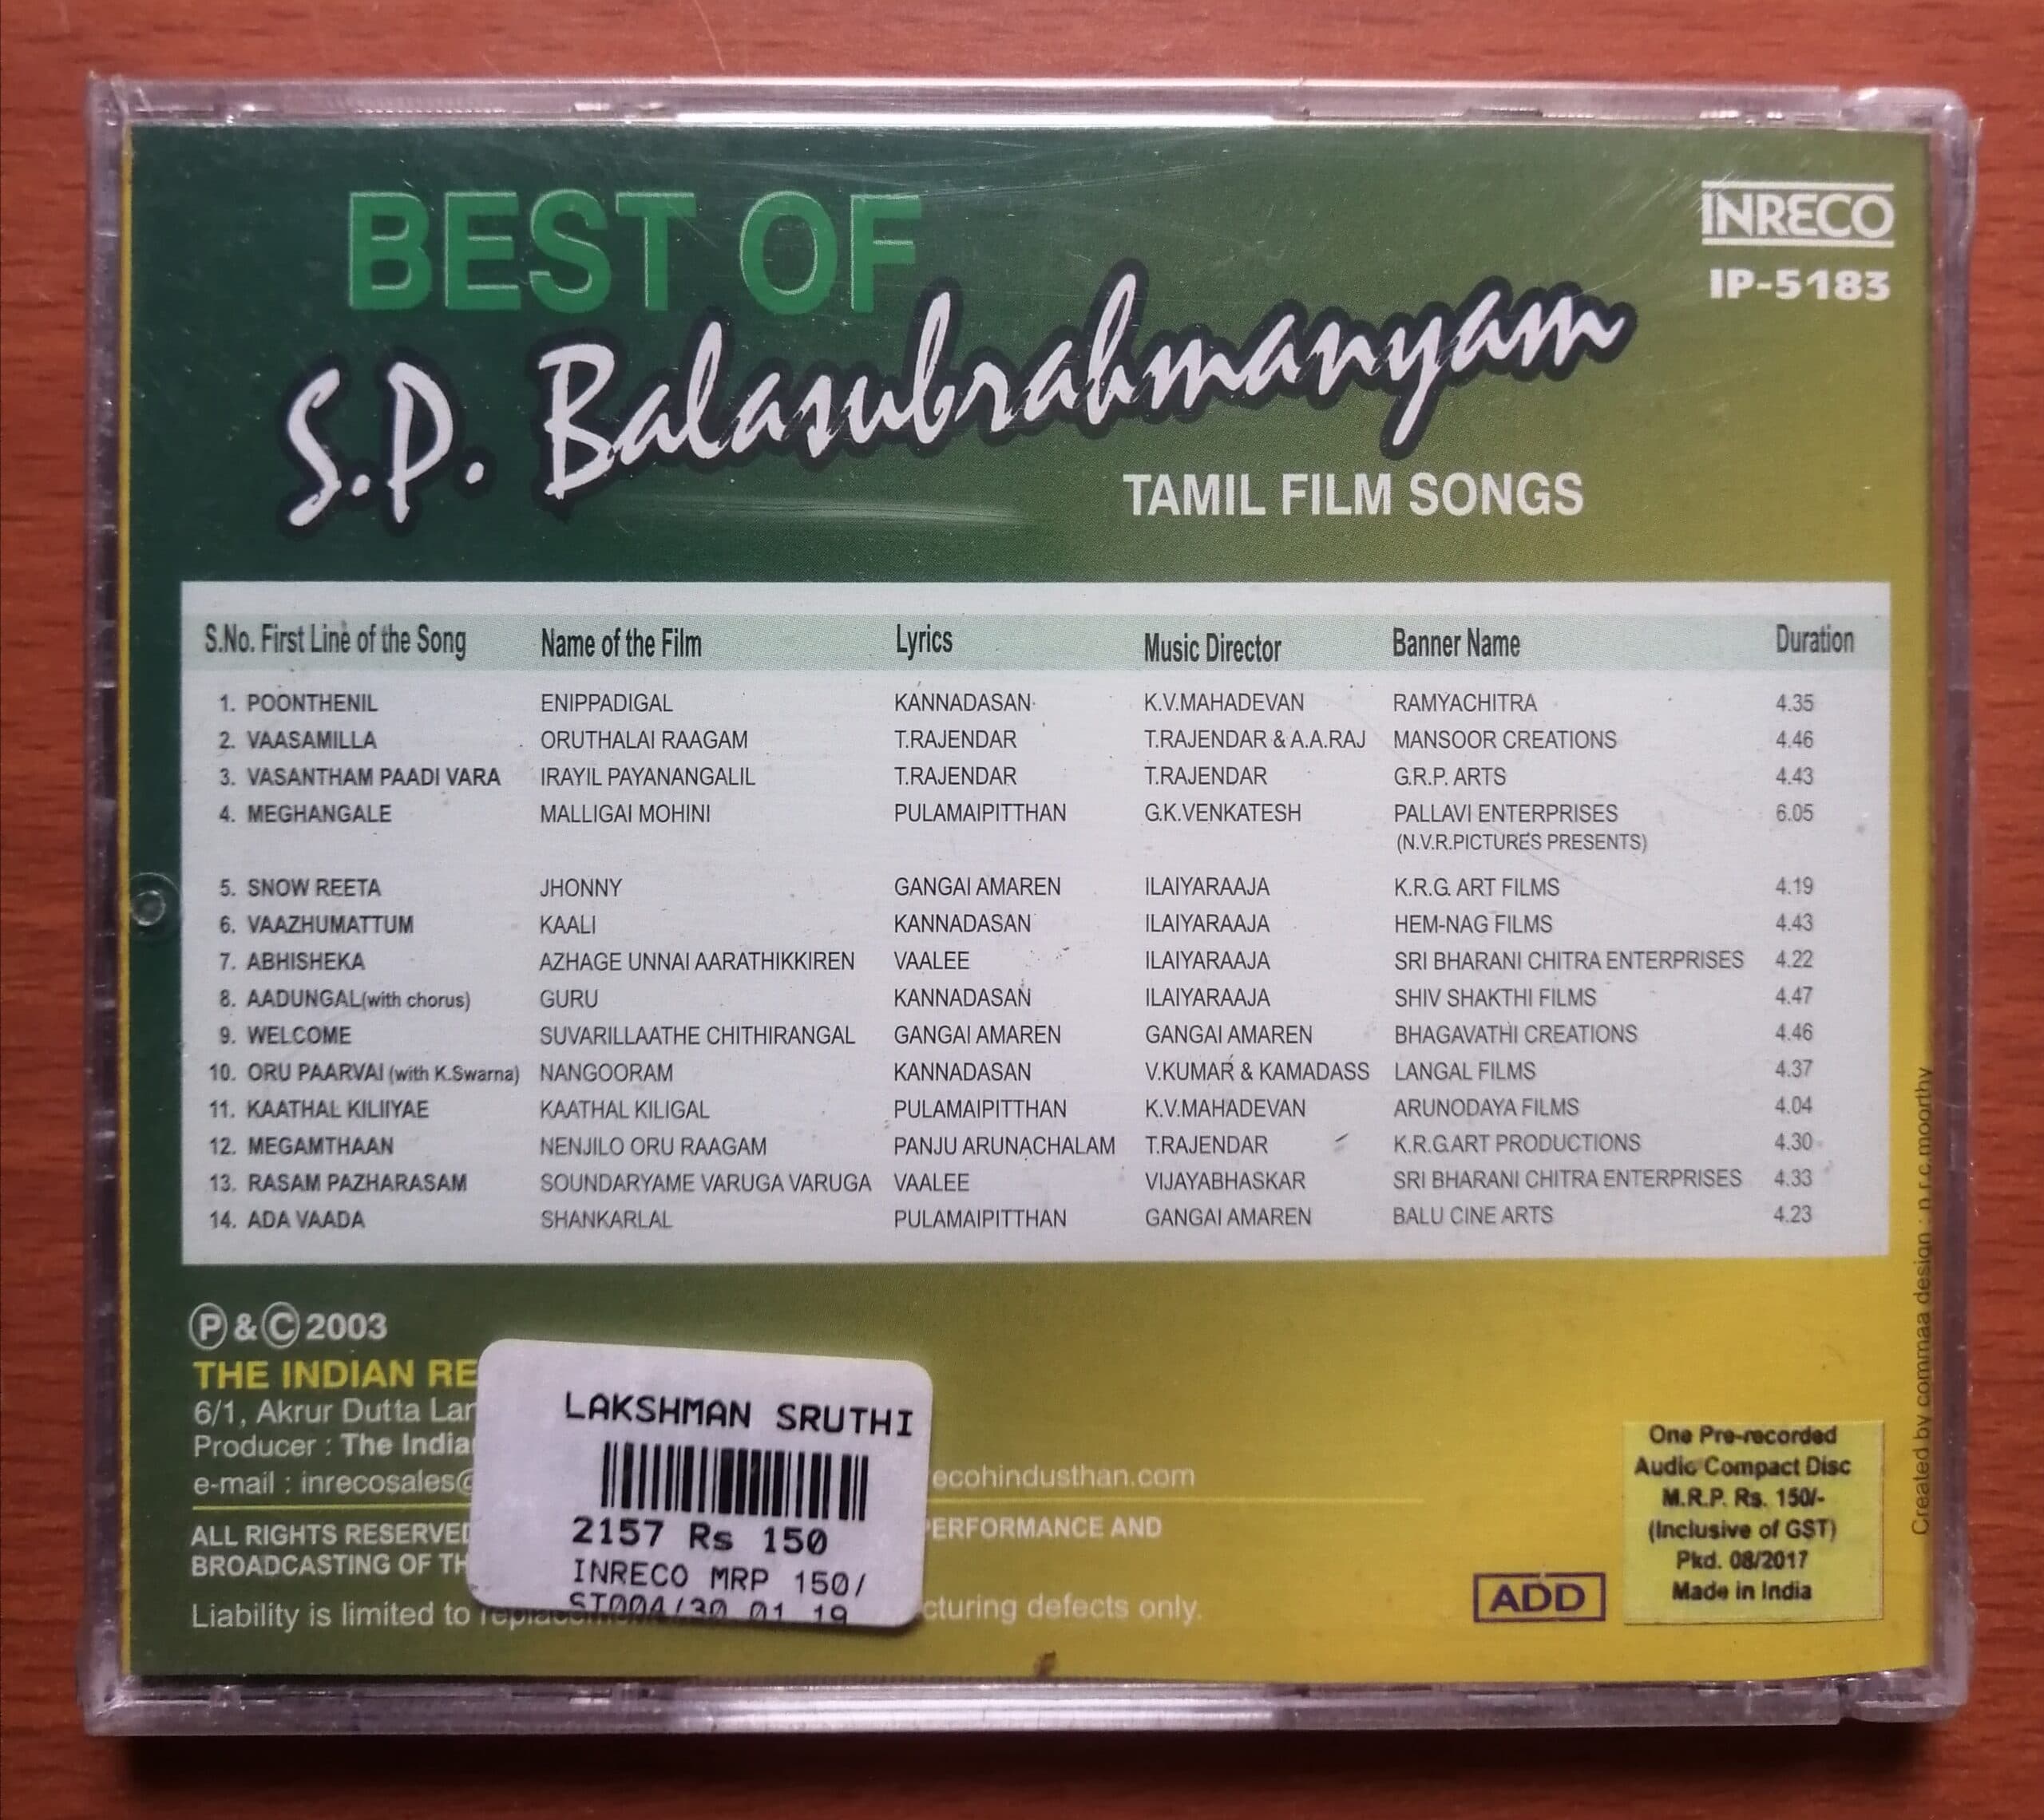 BEST OF
S.P. Balasubrahmanyam
TAMIL FILM SONGS
INRECO
IP-5183
S.No. First Line of the Song Name of the Film Lyrics Music Director Banner Name Duration
1. POONTHENIL ENIPPADIGAL KANNADASAN K.V.MAHADEVAN RAMYACHITRA 4.35
2. VAASAMILLA ORUTHALAI RAAGAM T.RAJENDAR T.RAJENDAR & A.A.RAJ MANSOOR CREATIONS 4.46
3. VASANTHAM PAADI VARA IRAYIL PAYANANGALIL T.RAJENDAR T.RAJENDAR G.R.P. ARTS 4.43
4. MEGHANGALE MALLIGAI MOHINI PULAMAIPITTHAN G.K.VENKATESH PALLAVI ENTERPRISES 6.05
(N.V.R.PICTURES PRESENTS)
5. SNOW REETA JHONNY GANGAI AMAREN ILAIYARAAJA K.R.G. ART FILMS 4.19
6. VAAZHUMATTUM KAALI KANNADASAN ILAIYARAAJA HEM-NAG FILMS 4.43
7. ABHISHEKA AZHAGE UNNAI AARATHIKKIREN VAALEE ILAIYARAAJA SRI BHARANI CHITRA ENTERPRISES 4.22
8. AADUNGAL(with chorus) GURU KANNADASAN ILAIYARAAJA SHIV SHAKTHI FILMS 4.47
9. WELCOME SUVARILLAATHE CHITHIRANGAL GANGAI AMAREN GANGAI AMAREN BHAGAVATHI CREATIONS 4.46
10. ORU PAARVAI (with K.Swarna) NANGOORAM KANNADASAN V.KUMAR & KAMADASS LANGAL FILMS 4.37
11. KAATHAL KILIIYAE KAATHAL KILIGAL PULAMAIPITTHAN K.V.MAHADEVAN ARUNODAYA FILMS 4.04
12. MEGAMTHAAN NENJILO ORU RAAGAM PANJU ARUNACHALAM T.RAJENDAR K.R.G.ART PRODUCTIONS 4.30
13. RASAM PAZHARASAM SOUNDARYAME VARUGA VARUGA VAALEE VIJAYABHASKAR SRI BHARANI CHITRA ENTERPRISES 4.33
14. ADA VAADA SHANKARLAL PULAMAIPITTHAN GANGAI AMAREN BALU CINE ARTS 4.23
Ⓟ & Ⓒ 2003
THE INDIAN RE
6/1, Akrur Dutta Lan
Producer : The India
e-mail : inrecosales@ ecohindusthan.com
ALL RIGHTS RESERVED PERFORMANCE AND
BROADCASTING OF TH
Liability is limited to cturing defects only.
LAKSHMAN SRUTHI
2157 Rs 150
INRECO MRP 150/
ST004/30 01 19
ADD
One Pre-recorded
Audio Compact Disc
M.R.P. Rs. 150/-
(Inclusive of GST)
Pkd. 08/2017
Made in India
Created by commaa design : n.r.c.moorthy